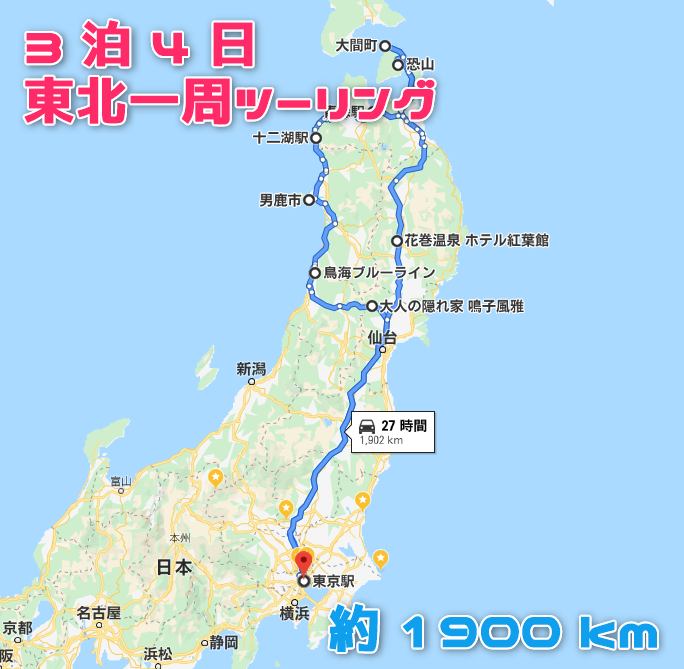 3泊4日
東北一周ツーリング
大間町
恐山
十二湖駅
男鹿市
花巻温泉 ホテル紅葉館
鳥海ブルーライン
大人の隠れ家 鳴子風雅
仙台
新潟
27 時間
1,902 km
富山
本州
日本
東京駅
横浜
名古屋
京都
静岡
浜松
阪
約 1900 km